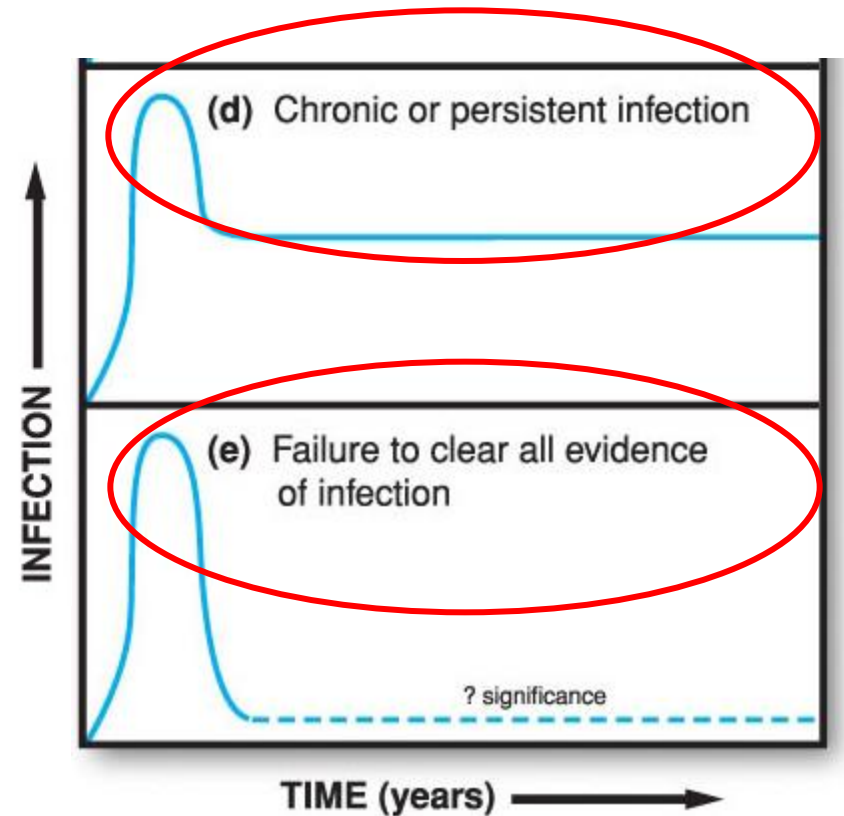 (d) Chronic or persistent infection
(e) Failure to clear all evidence
of infection
? significance
INFECTION
TIME (years)